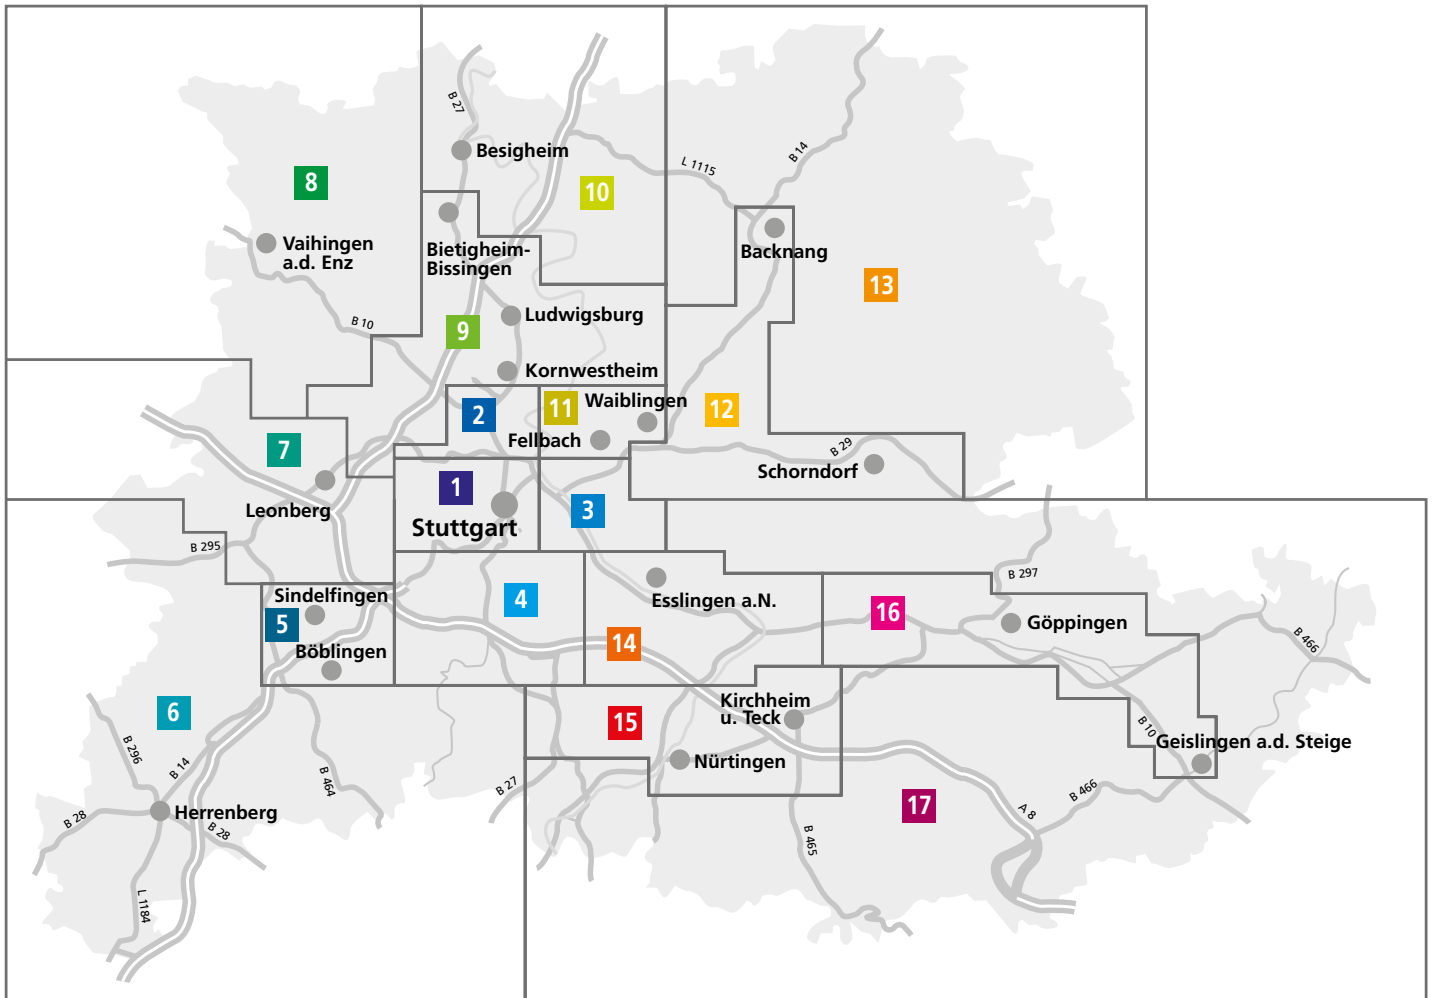 B 27
Besigheim
L 1115
B 14
8
10
Vaihingen
a.d. Enz
Bietigheim-
Bissingen
Backnang
13
B 10
9
Ludwigsburg
Kornwestheim
2
11
Waiblingen
12
Fellbach
7
B 29
Schorndorf
1
Leonberg
Stuttgart
3
B 295
B 297
Sindelfingen
4
Esslingen a.N.
5
16
Göppingen
Böblingen
14
B 466
6
15
Kirchheim
u. Teck
B 10
Geislingen a.d. Steige
B 296
B 14
B 464
B 27
Nürtingen
B 466
17
A 8
B 28
Herrenberg
B 28
B 465
L 1184